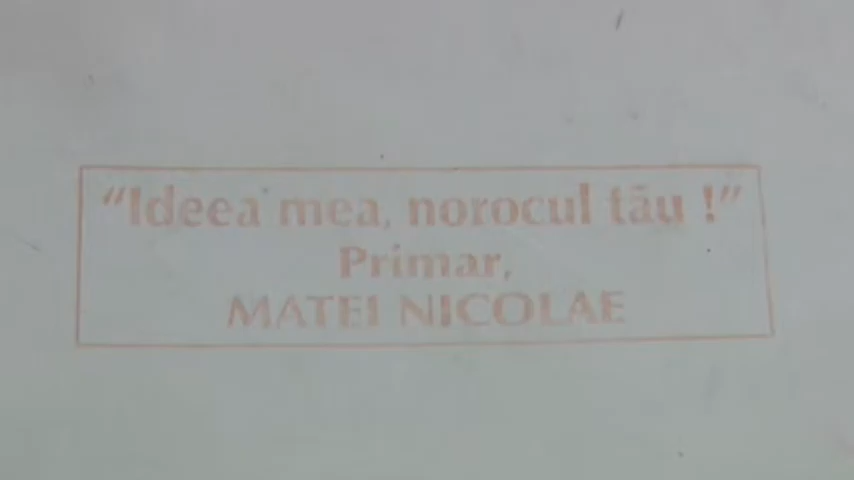 "Ideea mea, norocul tău !"
Primar,
MATEI NICOLAE